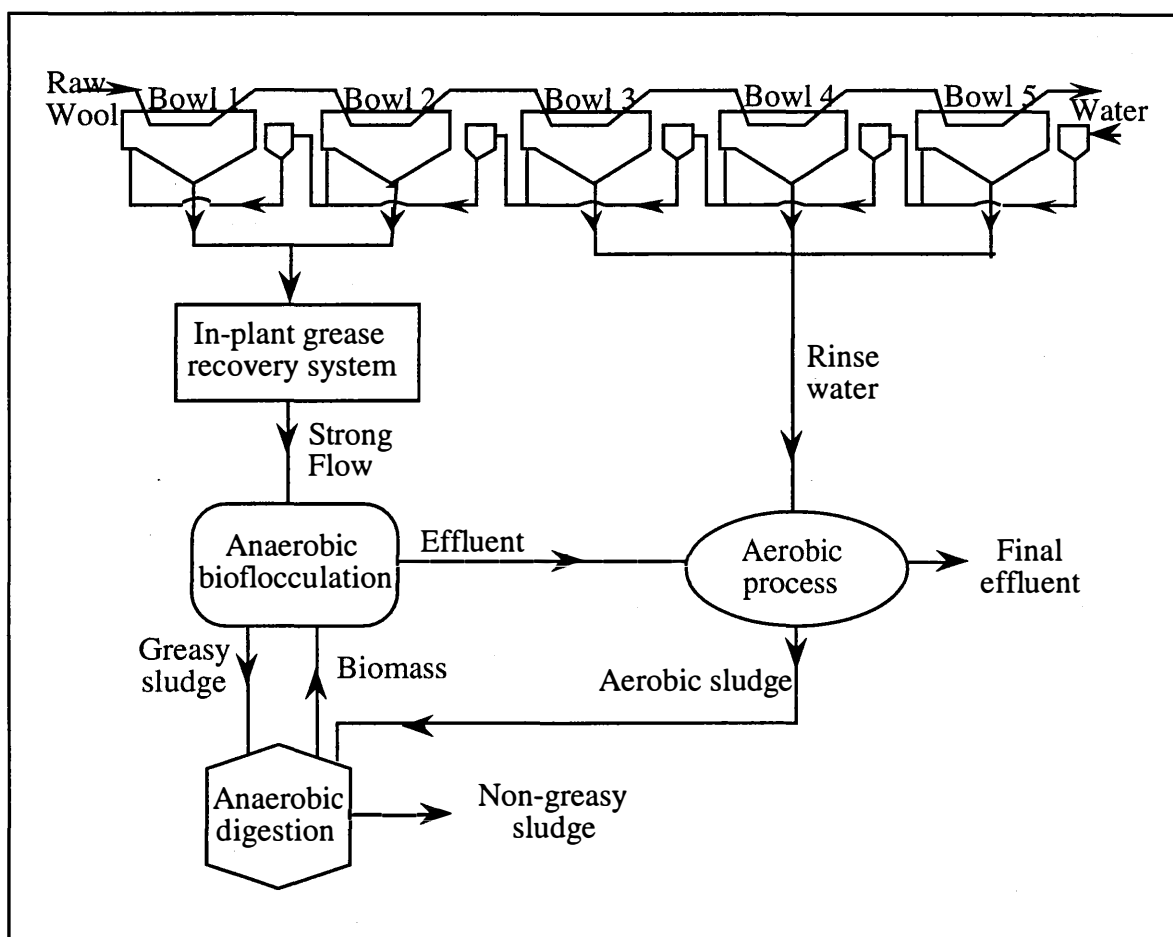 Raw
Wool
Bowl 1
Bowl 2
Bowl 3
Bowl 4
Bowl 5
Water
In-plant grease
recovery system
Rinse
water
Strong
Flow
Anaerobic
bioflocculation
Effluent
Aerobic
process
Final
effluent
Greasy
sludge
Biomass
Aerobic sludge
Anaerobic
digestion
Non-greasy
sludge